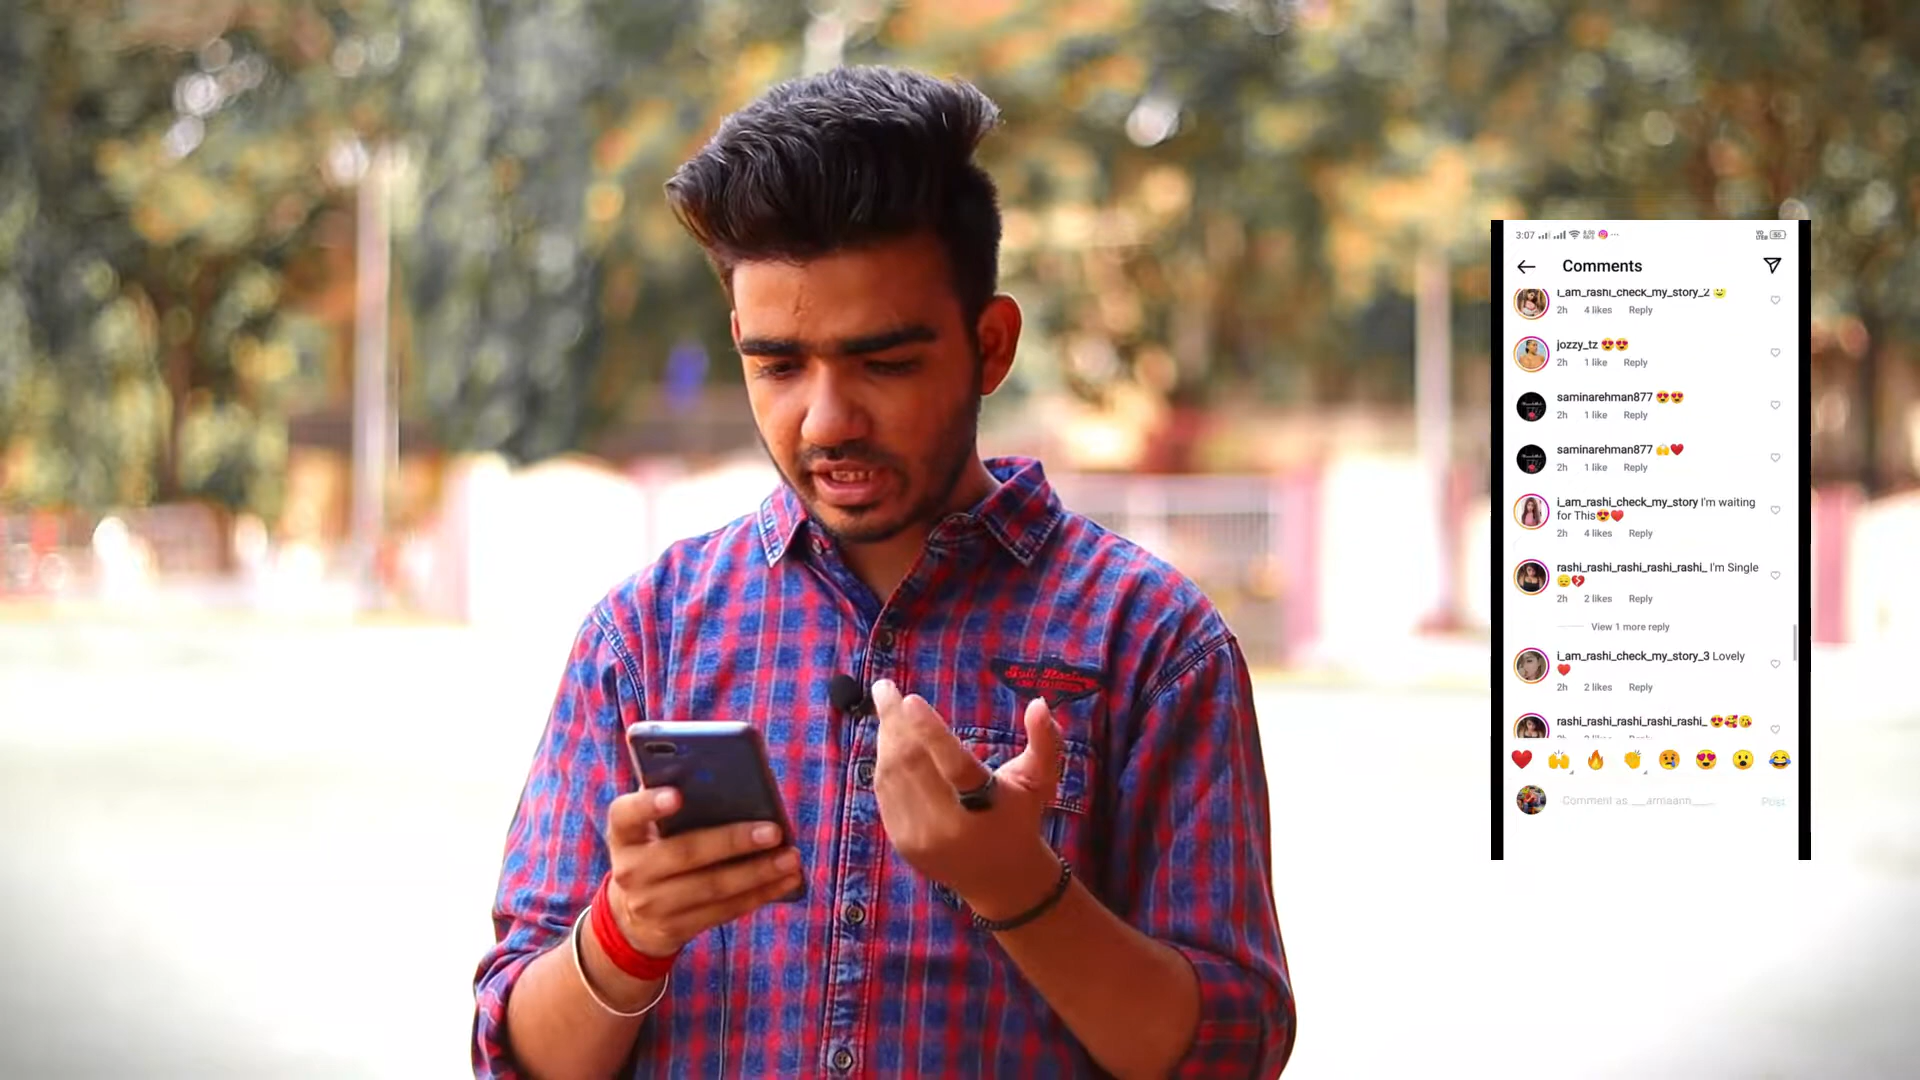 3:07
Comments
i_am_rashi_check_my_story_2 😀
2h 4 likes Reply
jozzy_tz 😍😍
2h 1 like Reply
saminarehman877 😍😍
2h 1 like Reply
saminarehman877 🙌❤️
2h 1 like Reply
i_am_rashi_check_my_story I'm waiting
for This😍❤️
2h 4 likes Reply
rashi_rashi_rashi_rashi_rashi_ I'm Single
😞💔
2h 2 likes Reply
View 1 more reply
i_am_rashi_check_my_story_3 Lovely
❤️
2h 2 likes Reply
rashi_rashi_rashi_rashi_rashi_ 😍🥰😘
❤️ 🙌 🔥 👏 😢 😍 😮 😂
Comment as __armaann____
Post